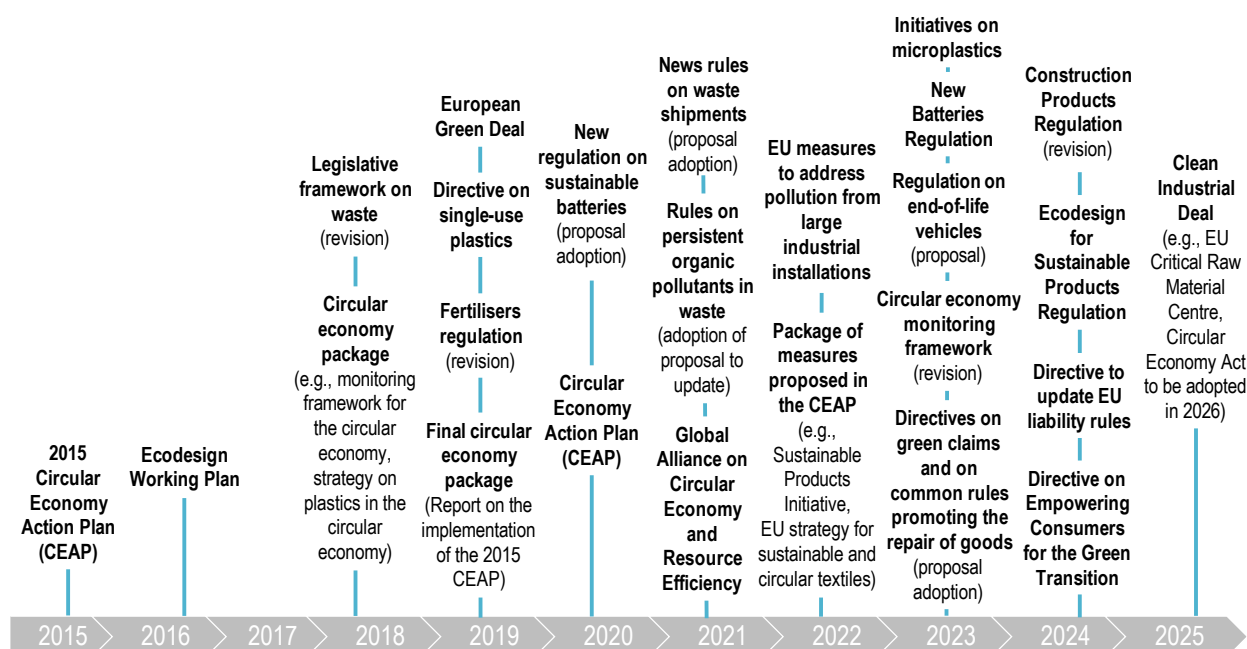 2015
Circular
Economy
Action Plan
(CEAP)
Ecodesign
Working Plan
Legislative
framework on
waste
(revision)
Circular
economy
package
(e.g., monitoring
framework for
the circular
economy,
strategy on
plastics in the
circular
economy)
European
Green Deal
Directive on
single-use
plastics
Fertilisers
regulation
(revision)
Final circular
economy
package
(Report on the
implementation
of the 2015
CEAP)
New
regulation on
sustainable
batteries
(proposal
adoption)
Circular
Economy
Action Plan
(CEAP)
News rules
on waste
shipments
(proposal
adoption)
Rules on
persistent
organic
pollutants in
waste
(adoption of
proposal to
update)
Global
Alliance on
Circular
Economy
and
Resource
Efficiency
EU measures
to address
pollution from
large
industrial
installations
Package of
measures
proposed in
the CEAP
(e.g.,
Sustainable
Products
Initiative,
EU strategy for
sustainable and
circular textiles)
Initiatives on
microplastics
New
Batteries
Regulation
Regulation on
end-of-life
vehicles
(proposal)
Circular economy
monitoring
framework
(revision)
Directives on
green claims
and on
common rules
promoting the
repair of goods
(proposal
adoption)
Construction
Products
Regulation
(revision)
Ecodesign
for
Sustainable
Products
Regulation
Directive to
update EU
liability rules
Directive on
Empowering
Consumers
for the Green
Transition
Clean
Industrial
Deal
(e.g., EU
Critical Raw
Material
Centre,
Circular
Economy Act
to be adopted
in 2026)
2015 2016 2017 2018 2019 2020 2021 2022 2023 2024 2025